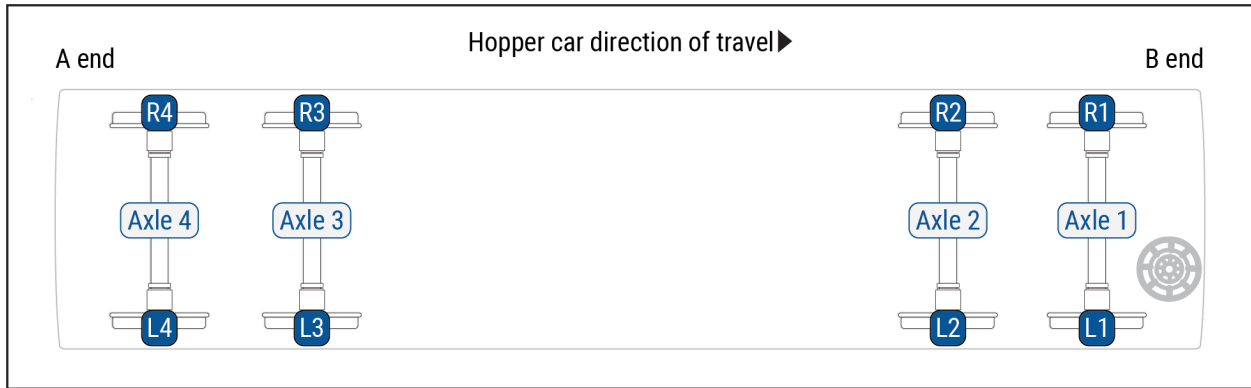 Hopper car direction of travel
A end
B end
R4
R3
R2
R1
Axle 4
Axle 3
Axle 2
Axle 1
L4
L3
L2
L1